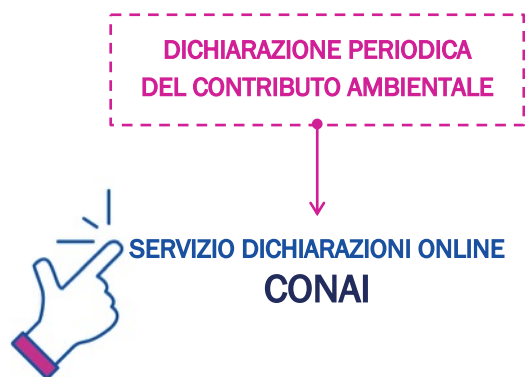 DICHIARAZIONE PERIODICA
DEL CONTRIBUTO AMBIENTALE
SERVIZIO DICHIARAZIONI ONLINE
CONAI